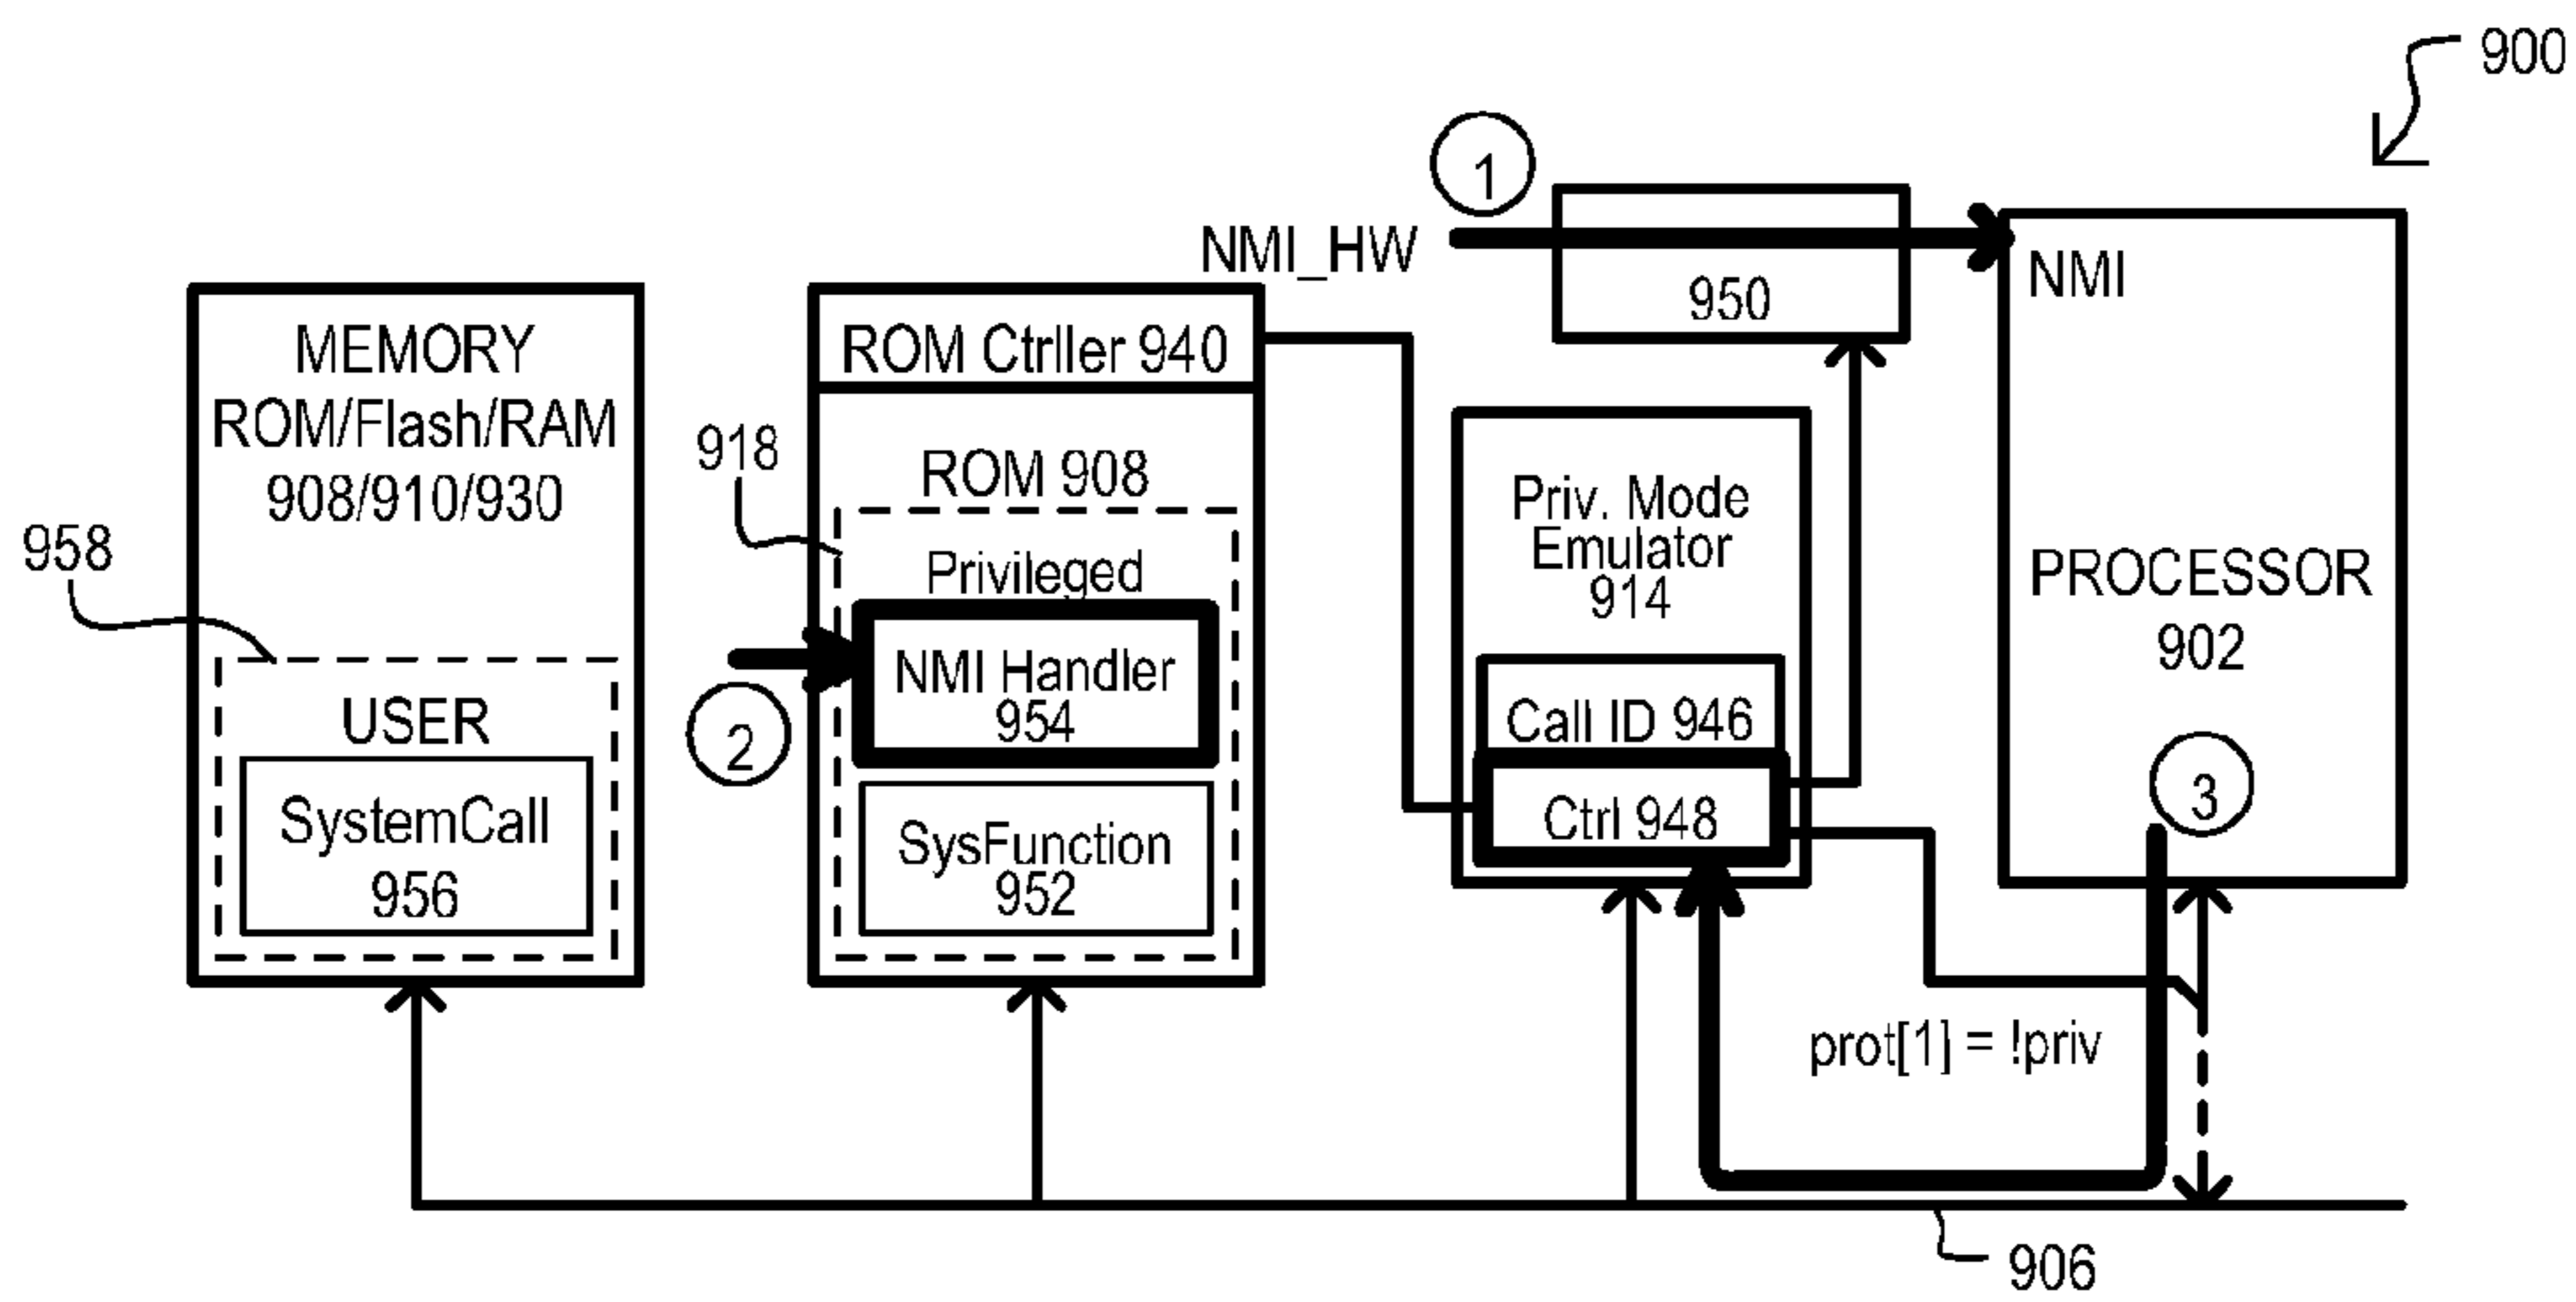 900
1
NMI_HW
950
NMI
MEMORY
ROM/Flash/RAM
908/910/930
ROM Ctrller 940
918
ROM 908
Priv. Mode
Emulator
914
PROCESSOR
902
958
Privileged
NMI Handler
954
2
USER
SystemCall
956
SysFunction
952
Call ID 946
Ctrl 948
3
prot[1] = !priv
906